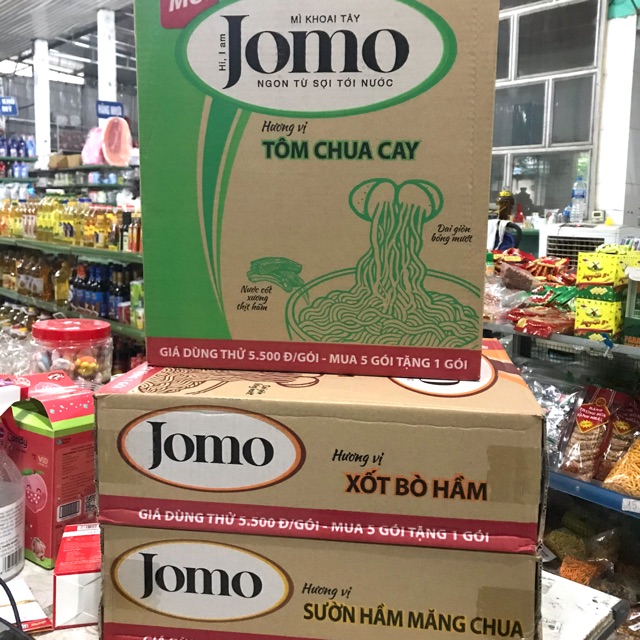 MỚI
MÌ KHOAI TÂY
Hi, I am
Jomo
NGON TỪ SỢI TỚI NƯỚC
Hương vị
TÔM CHUA CAY
Dai giòn
bóng mượt
Nước cốt
xương
thịt hầm
GIÁ DÙNG THỬ 5.500 Đ/GÓI - MUA 5 GÓI TẶNG 1 GÓI
Jomo
Hương vị
XỐT BÒ HẦM
GIÁ DÙNG THỬ 5.500 Đ/GÓI - MUA 5 GÓI TẶNG 1 GÓI
Jomo
Hương vị
SƯỜN HẦM MĂNG CHUA